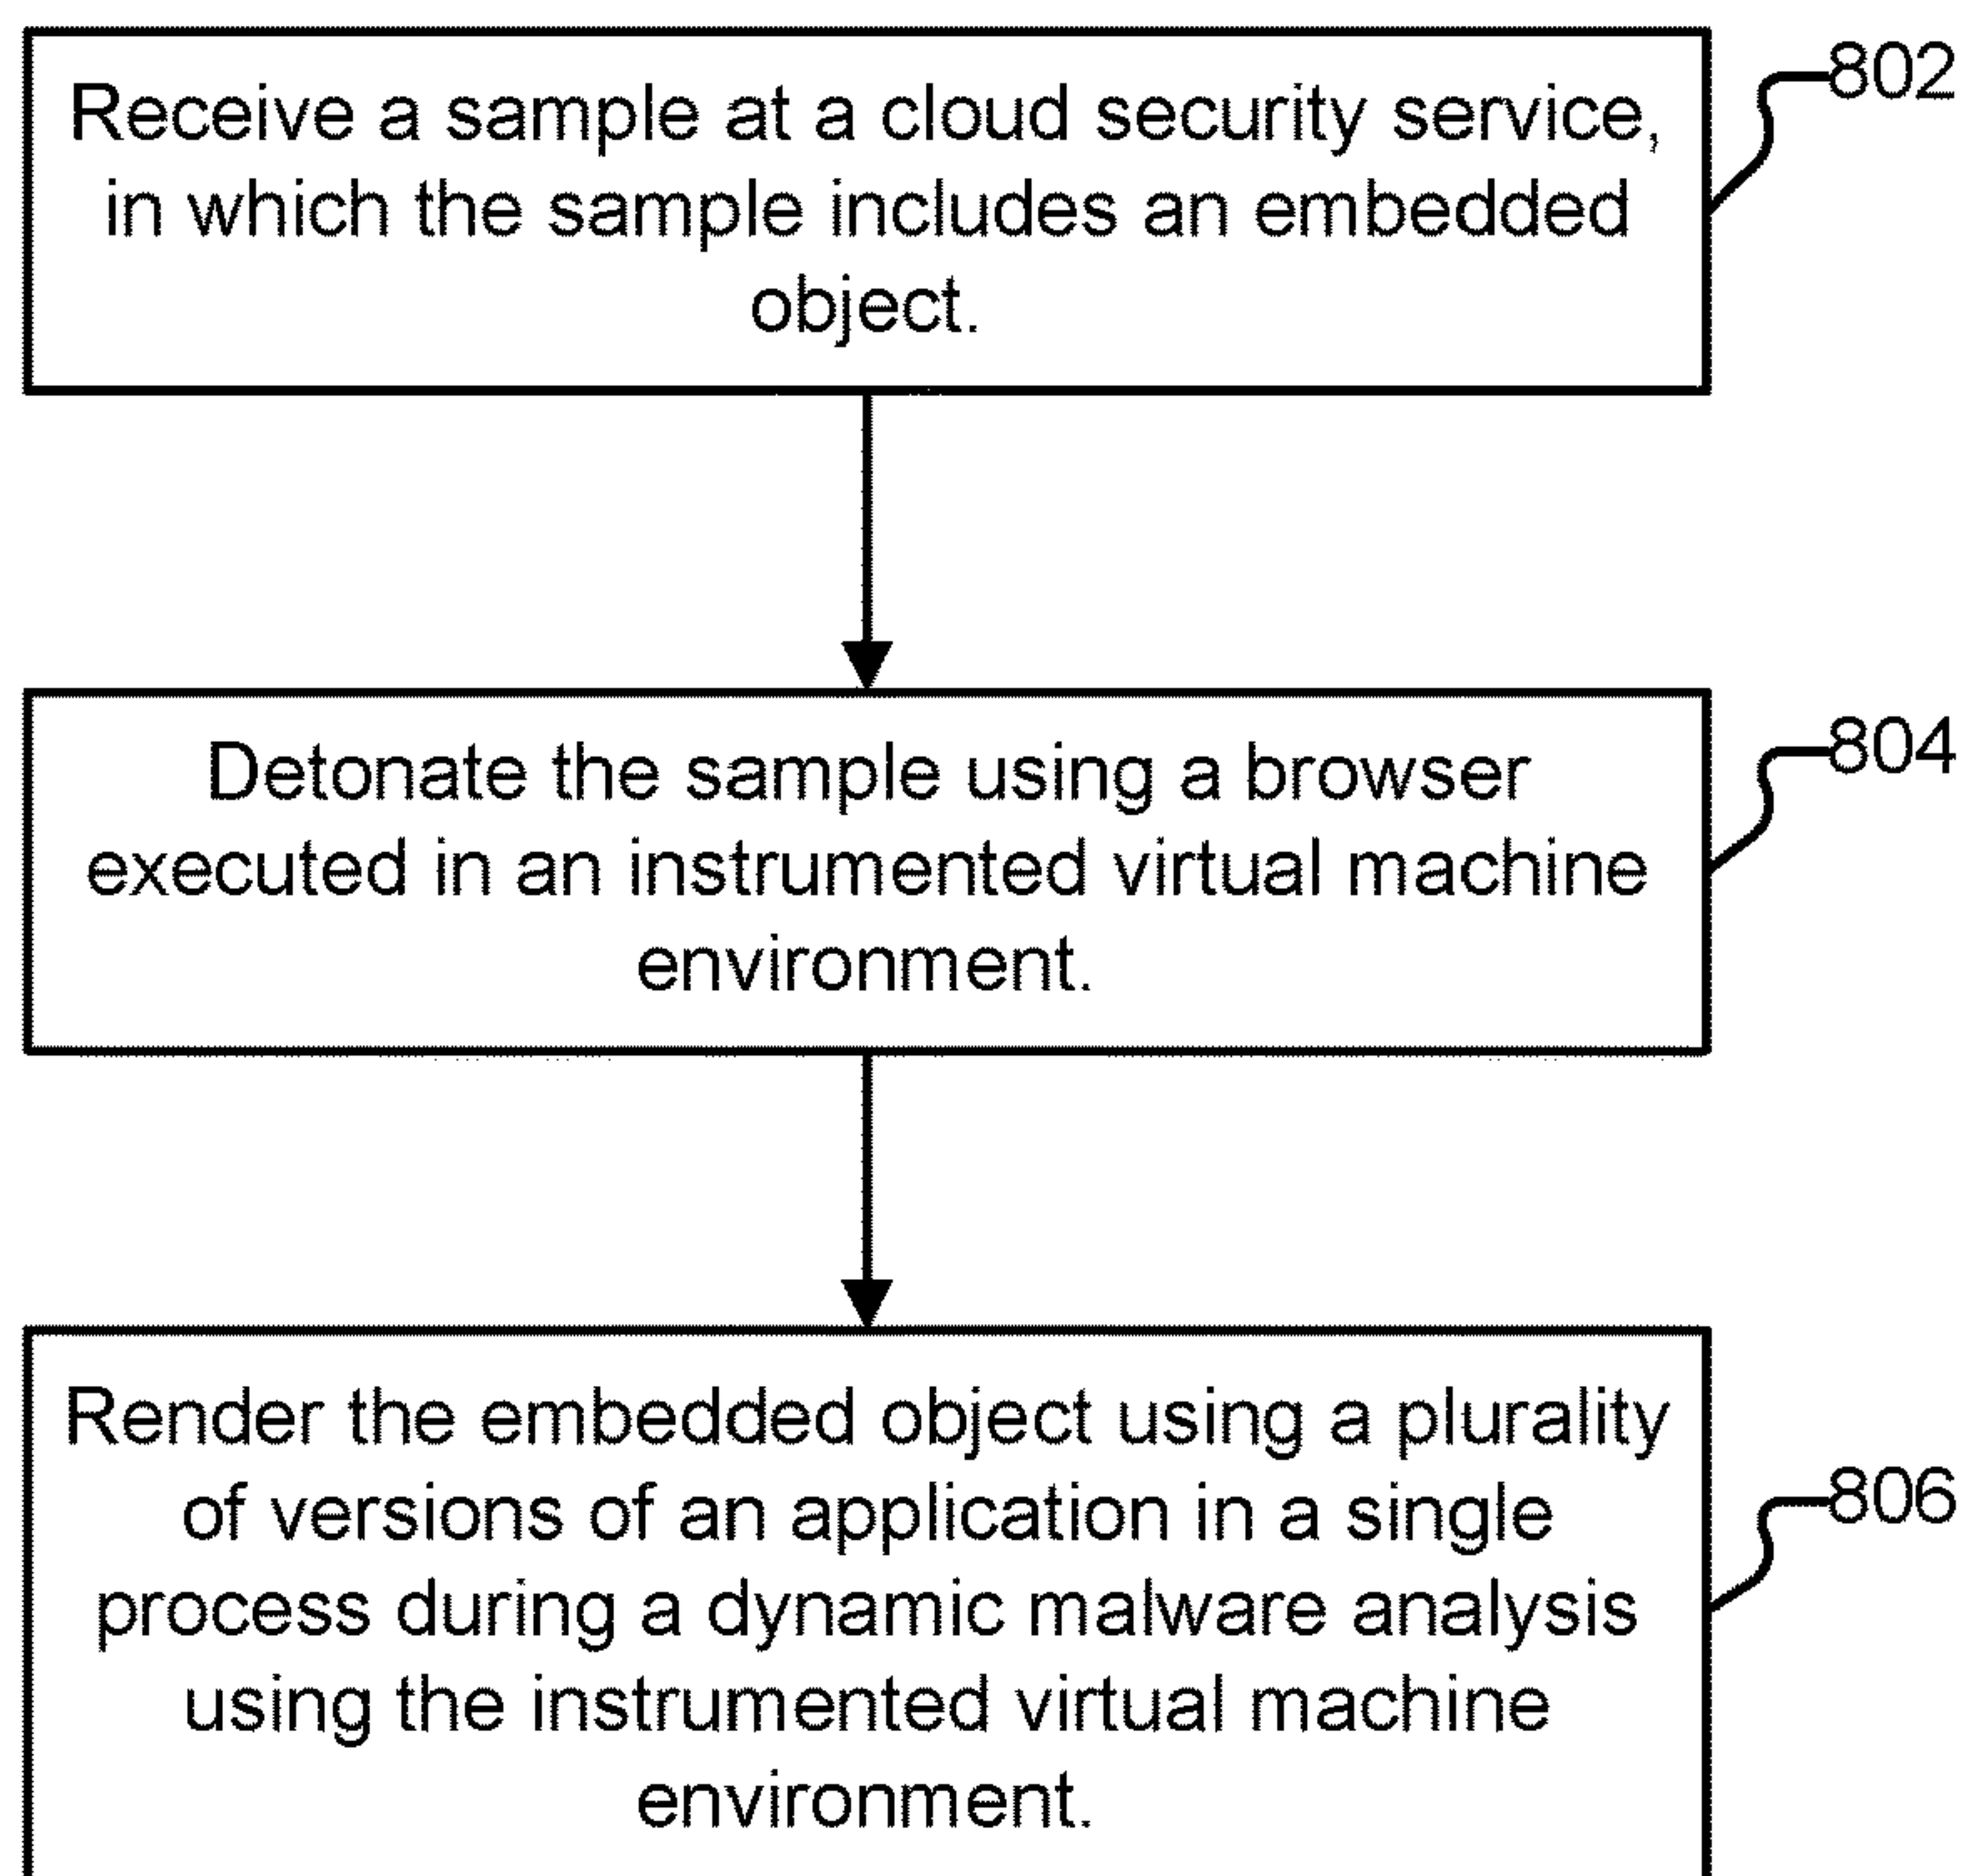 Receive a sample at a cloud security service,
in which the sample includes an embedded
object.
802
Detonate the sample using a browser
executed in an instrumented virtual machine
environment.
804
Render the embedded object using a plurality
of versions of an application in a single
process during a dynamic malware analysis
using the instrumented virtual machine
environment.
806